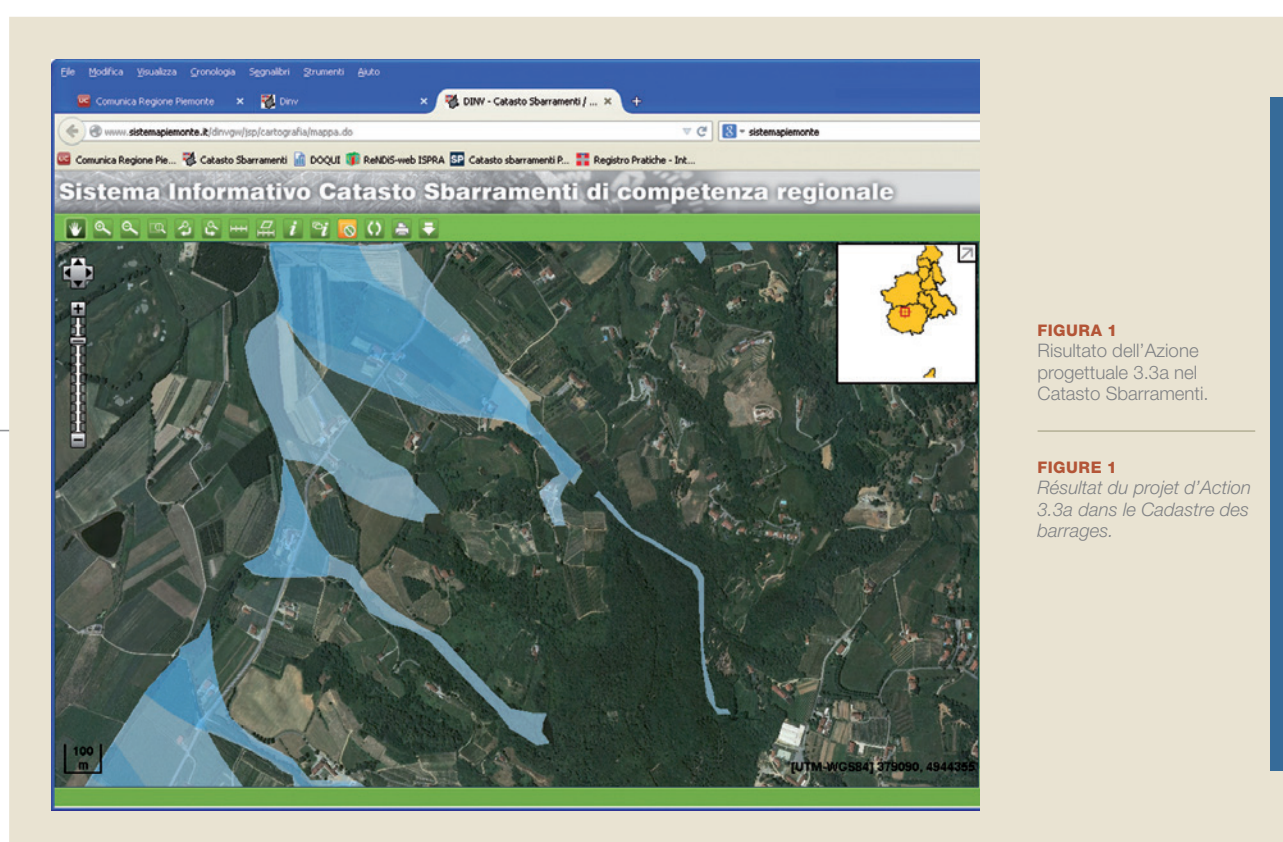 File Modifica Visualizza Cronologia Segnalibri Strumenti Aiuto
Comunica Regione Piemonte × Dinv × DINV - Catasto Sbarramenti / ... × +
www.sistemapiemonte.it/dinvgw/jsp/cartografia/mappa.do sistemapiemonte
Comunica Regione Pie... Catasto Sbarramenti DOQUI ReNDiS-web ISPRA Catasto sbarramenti P... Registro Pratiche - Int...
Sistema Informativo Catasto Sbarramenti di competenza regionale
100
m
[UTM-WGS84] 379090, 4944355
FIGURA 1
Risultato dell’Azione
progettuale 3.3a nel
Catasto Sbarramenti.
FIGURE 1
Résultat du projet d’Action
3.3a dans le Cadastre des
barrages.